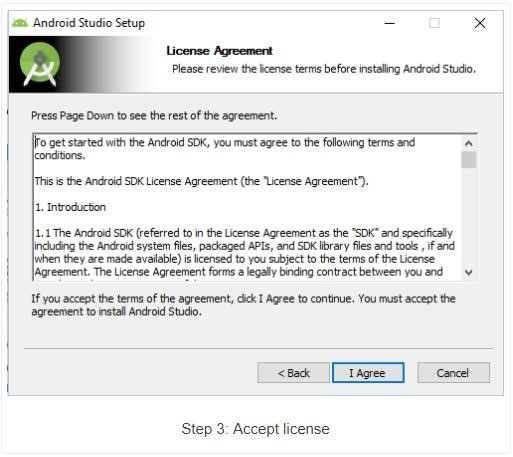 Android Studio Setup
License Agreement
Please review the license terms before installing Android Studio.
Press Page Down to see the rest of the agreement.
To get started with the Android SDK, you must agree to the following terms and
conditions.
This is the Android SDK License Agreement (the "License Agreement").
1. Introduction
1.1 The Android SDK (referred to in the License Agreement as the "SDK" and specifically
including the Android system files, packaged APIs, and SDK library files and tools , if and
when they are made available) is licensed to you subject to the terms of the License
Agreement. The License Agreement forms a legally binding contract between you and
If you accept the terms of the agreement, click I Agree to continue. You must accept the
agreement to install Android Studio.
< Back I Agree Cancel
Step 3: Accept license